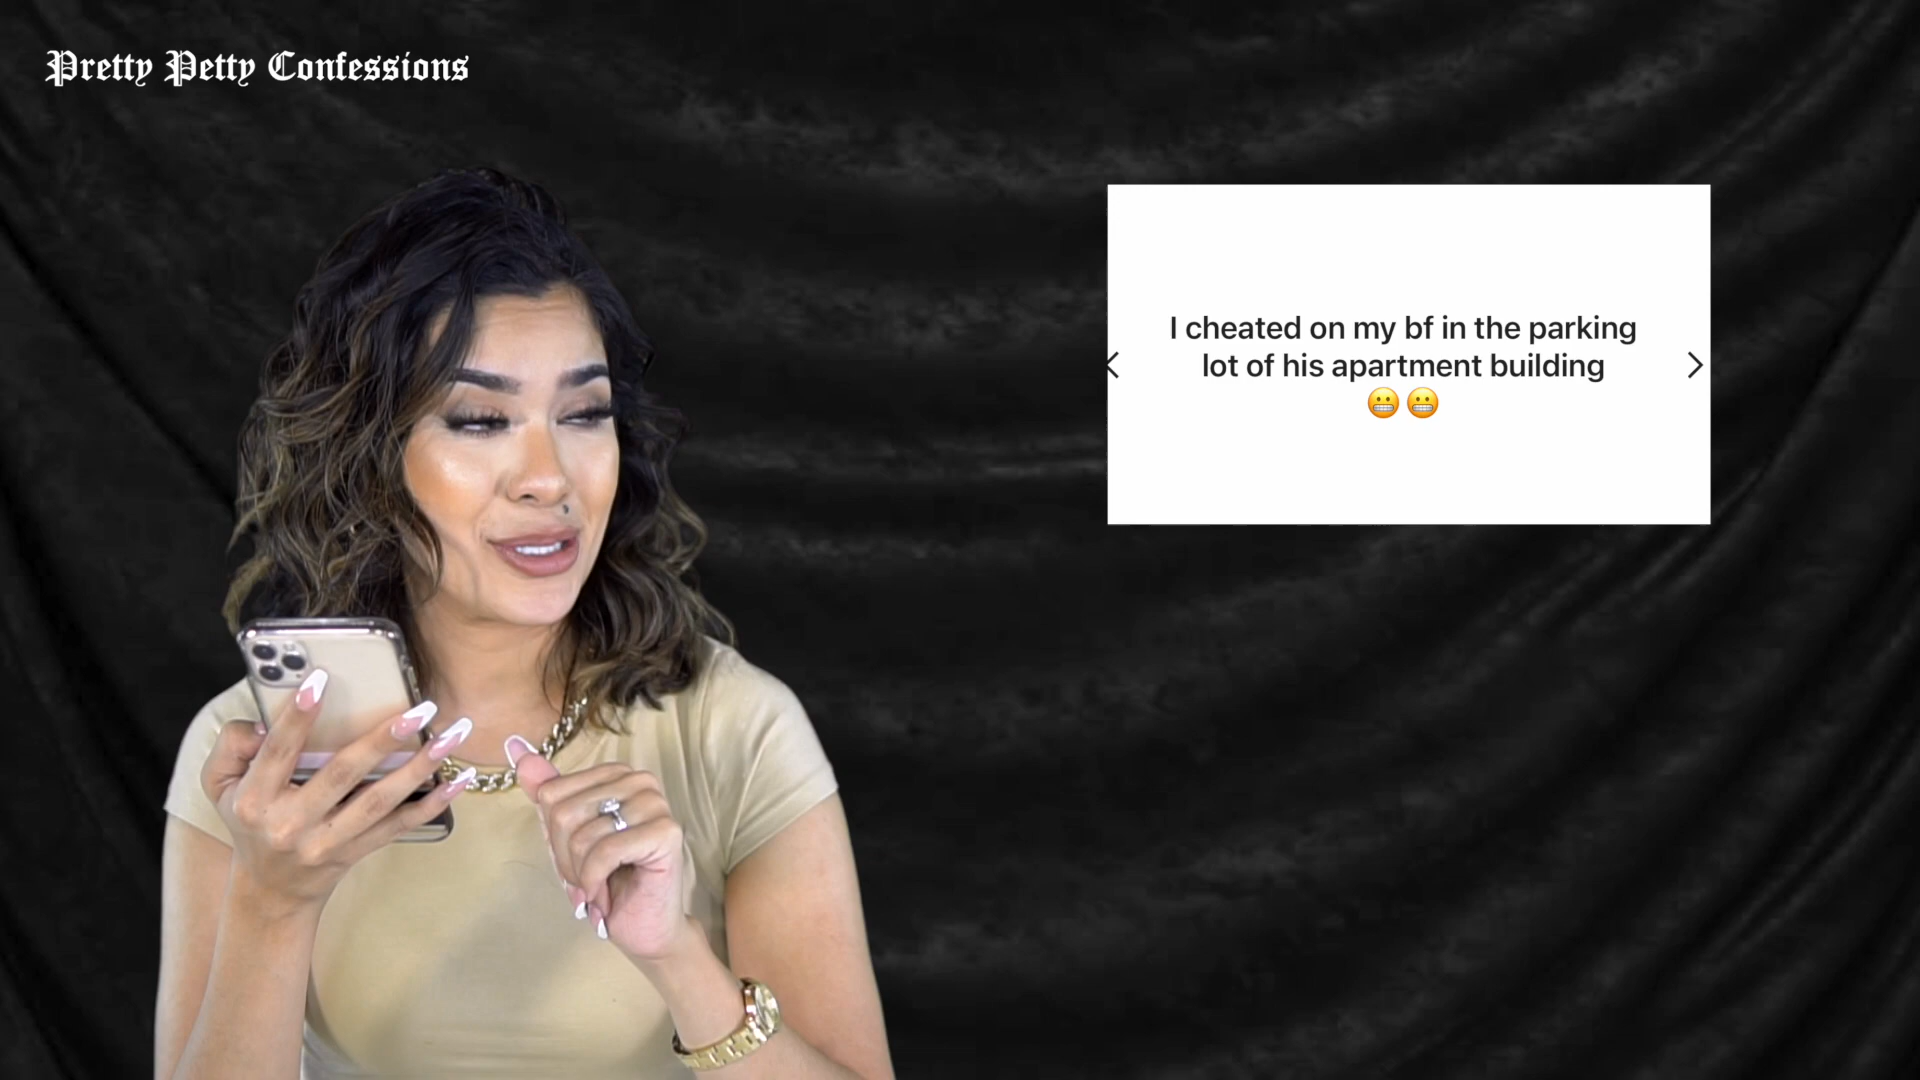 Pretty Petty Confessions
I cheated on my bf in the parking
lot of his apartment building
😬😬